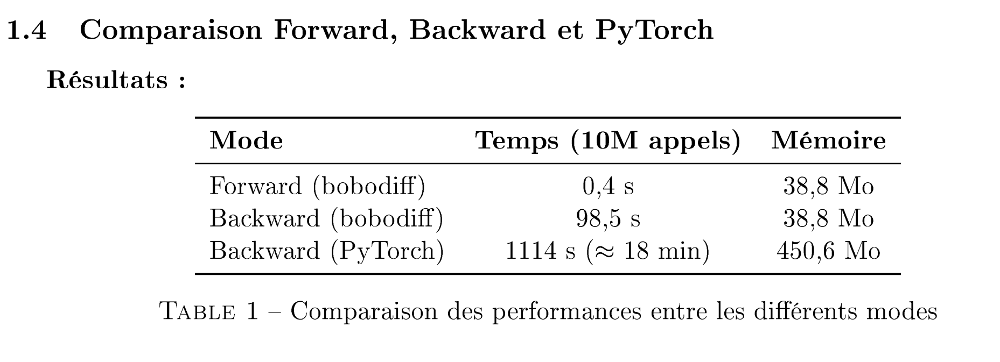 1.4 Comparaison Forward, Backward et PyTorch
Résultats :
Mode Temps (10M appels) Mémoire
Forward (bobodiff) 0,4 s 38,8 Mo
Backward (bobodiff) 98,5 s 38,8 Mo
Backward (PyTorch) 1114 s (≈ 18 min) 450,6 Mo
TABLE 1 – Comparaison des performances entre les différents modes